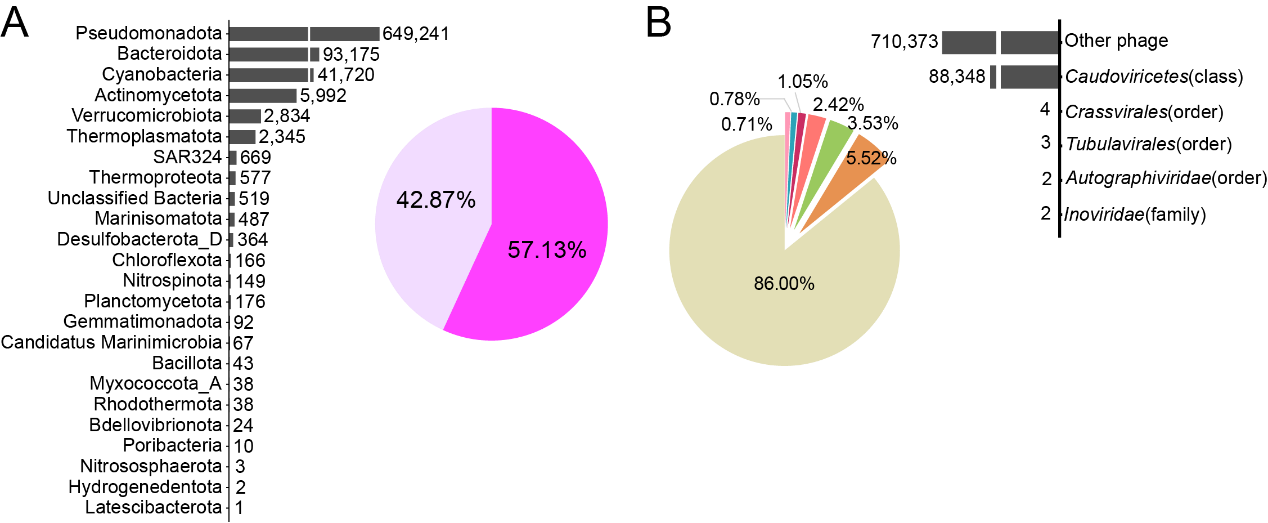 A
Pseudomonadota 649,241
Bacteroidota 93,175
Cyanobacteria 41,720
Actinomycetota 5,992
Verrucomicrobiota 2,834
Thermoplasmatota 2,345
SAR324 669
Thermoproteota 577
Unclassified Bacteria 519
Marinisomatota 487
Desulfobacterota_D 364
Chloroflexota 166
Nitrospinota 149
Planctomycetota 176
Gemmatimonadota 92
Candidatus Marinimicrobia 67
Bacillota 43
Myxococcota_A 38
Rhodothermota 38
Bdellovibrionota 24
Poribacteria 10
Nitrososphaerota 3
Hydrogenedentota 2
Latescibacterota 1
42.87%
57.13%
B
1.05%
0.78%
2.42%
0.71%
3.53%
5.52%
86.00%
710,373 Other phage
88,348 Caudoviricetes(class)
4 Crassvirales(order)
3 Tubulavirales(order)
2 Autographiviridae(order)
2 Inoviridae(family)